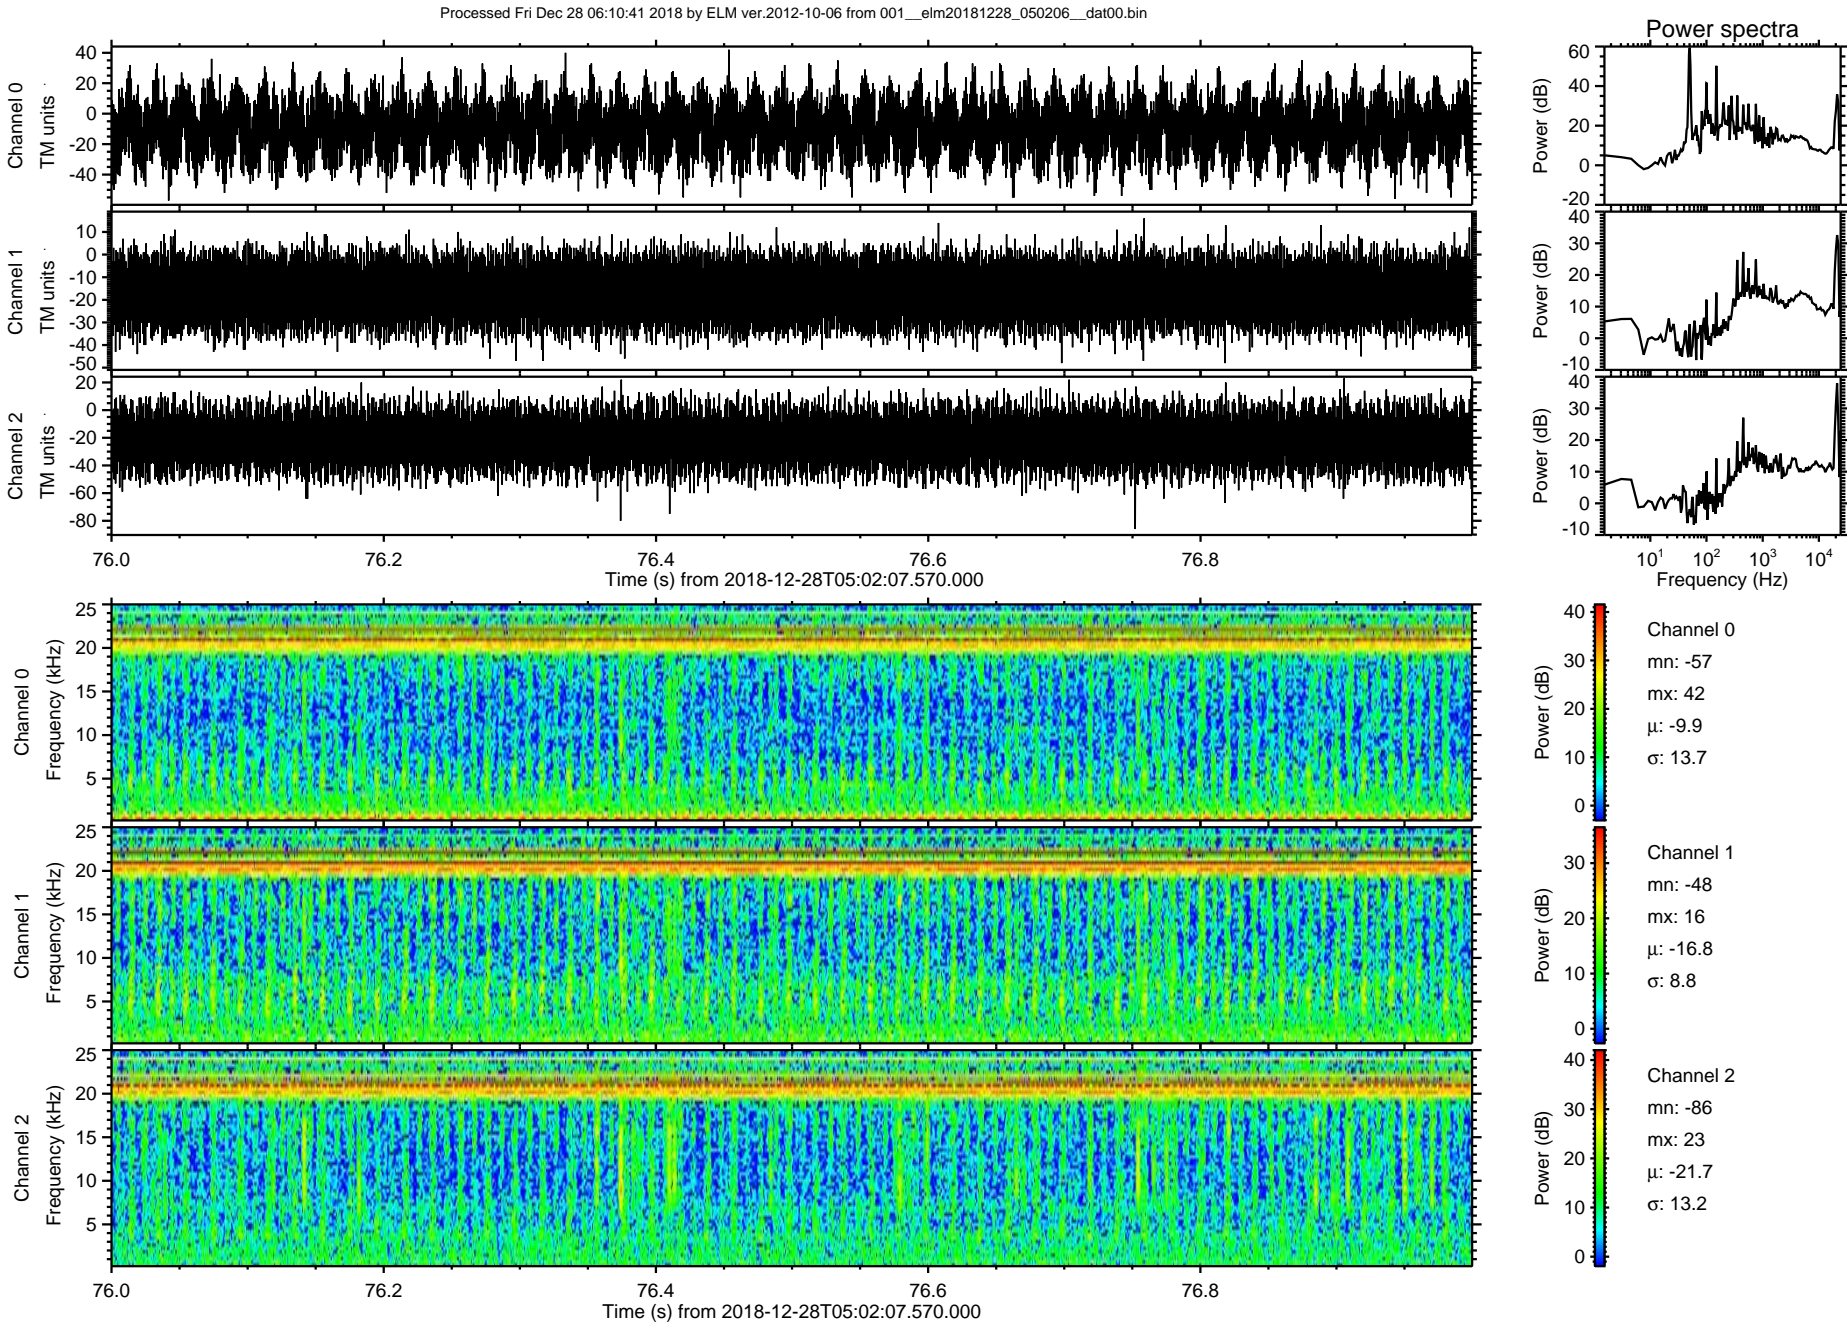 Processed Fri Dec 28 06:10:41 2018 by ELM ver.2012-10-06 from 001__elm20181228_050206__dat00.bin
Power spectra
Channel 0
TM units
40
20
0
-20
-40
Power (dB)
60
40
20
0
-20
Channel 1
TM units
10
0
-10
-20
-30
-40
-50
Power (dB)
40
30
20
10
0
-10
Channel 2
TM units
20
0
-20
-40
-60
-80
Power (dB)
40
30
20
10
0
-10
76.0 76.2 76.4 76.6 76.8
Time (s) from 2018-12-28T05:02:07.570.000
10¹ 10² 10³ 10⁴
Frequency (Hz)
Channel 0
Frequency (kHz)
25
20
15
10
5
Power (dB)
40
30
20
10
0
Channel 0
mn: -57
mx: 42
μ: -9.9
σ: 13.7
Channel 1
Frequency (kHz)
25
20
15
10
5
Power (dB)
30
20
10
0
Channel 1
mn: -48
mx: 16
μ: -16.8
σ: 8.8
Channel 2
Frequency (kHz)
25
20
15
10
5
Power (dB)
40
30
20
10
0
Channel 2
mn: -86
mx: 23
μ: -21.7
σ: 13.2
76.0 76.2 76.4 76.6 76.8
Time (s) from 2018-12-28T05:02:07.570.000